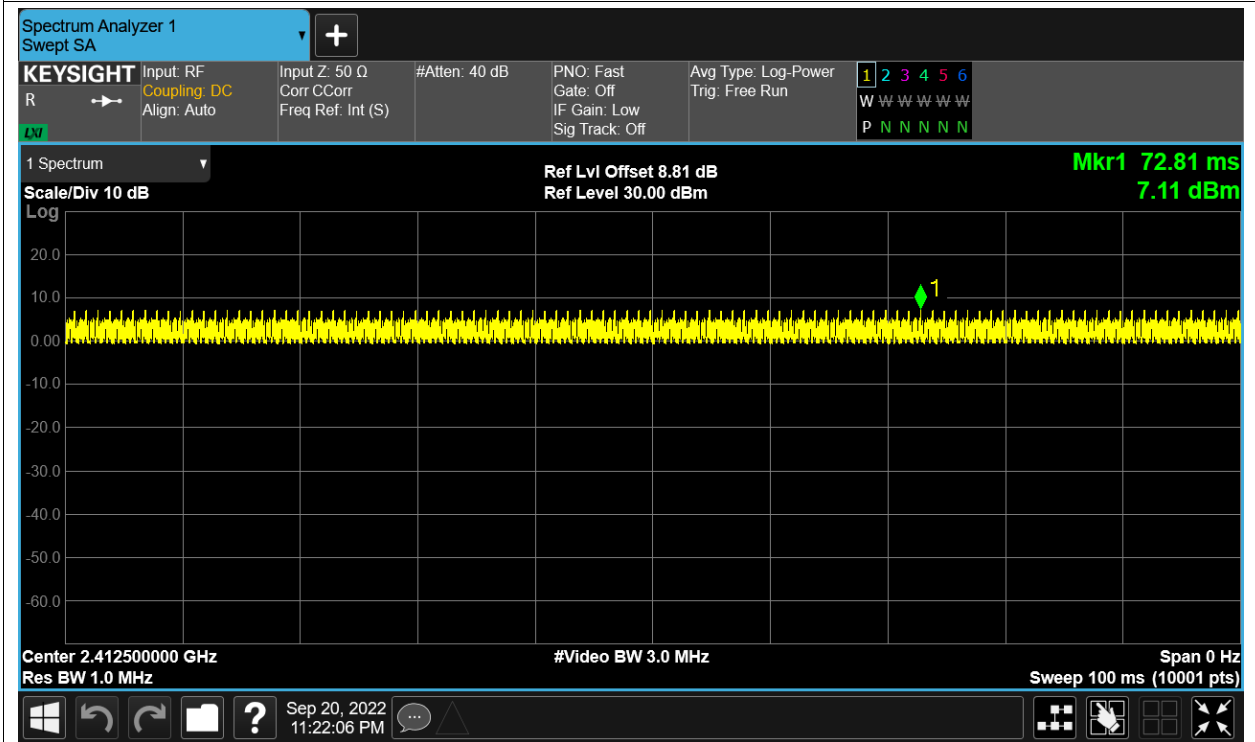 Spectrum Analyzer 1
Swept SA
KEYSIGHT
R
LXI
Input: RF
Coupling: DC
Align: Auto
Input Z: 50 Ω
Corr CCorr
Freq Ref: Int (S)
#Atten: 40 dB
PNO: Fast
Gate: Off
IF Gain: Low
Sig Track: Off
Avg Type: Log-Power
Trig: Free Run
1 2 3 4 5 6
W W W W W W
P N N N N N
1 Spectrum
Scale/Div 10 dB
Log
Ref Lvl Offset 8.81 dB
Ref Level 30.00 dBm
Mkr1 72.81 ms
7.11 dBm
20.0
10.0
1
0.00
-10.0
-20.0
-30.0
-40.0
-50.0
-60.0
Center 2.412500000 GHz
#Video BW 3.0 MHz
Span 0 Hz
Res BW 1.0 MHz
Sweep 100 ms (10001 pts)
?
Sep 20, 2022
11:22:06 PM